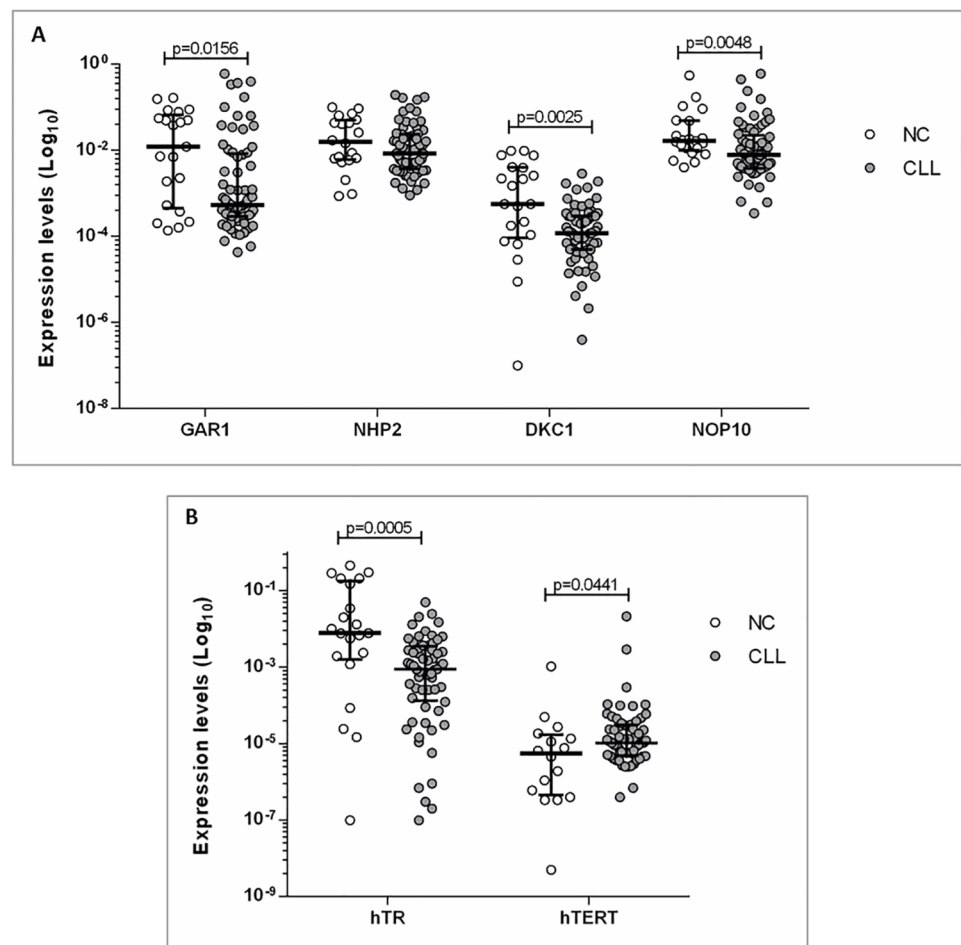 A
p=0.0156
p=0.0025
p=0.0048
10⁰
10⁻²
10⁻⁴
10⁻⁶
10⁻⁸
Expression levels (Log₁₀)
NC
CLL
GAR1 NHP2 DKC1 NOP10
B
p=0.0005
p=0.0441
10⁻¹
10⁻³
10⁻⁵
10⁻⁷
10⁻⁹
Expression levels (Log₁₀)
NC
CLL
hTR hTERT